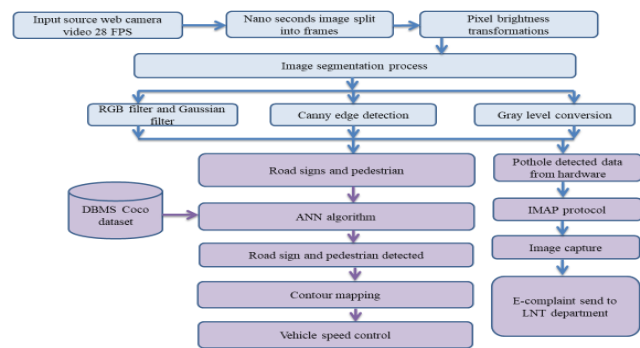 Input source web camera
video 28 FPS
Nano seconds image split
into frames
Pixel brightness
transformations
Image segmentation process
RGB filter and Gaussian
filter
Canny edge detection
Gray level conversion
Road signs and pedestrian
Pothole detected data
from hardware
DBMS Coco
dataset
ANN algorithm
IMAP protocol
Road sign and pedestrian detected
Image capture
Contour mapping
E-complaint send to
LNT department
Vehicle speed control